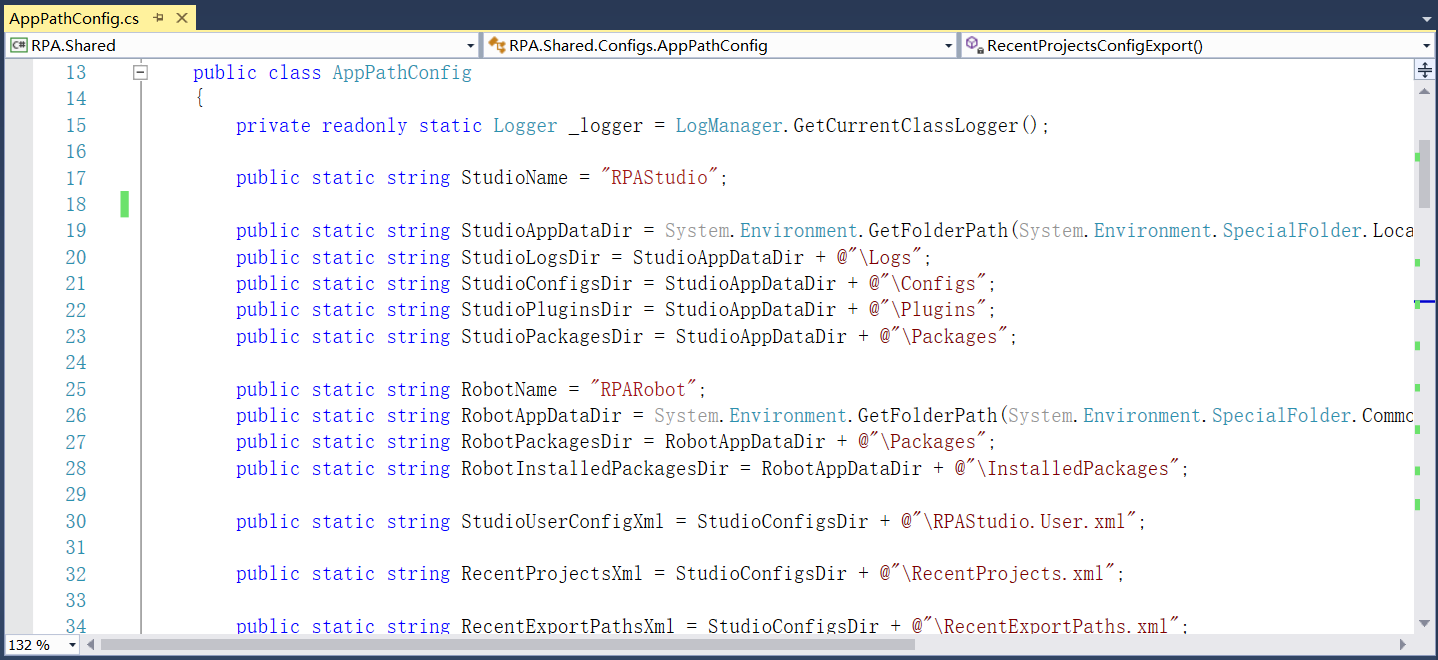 AppPathConfig.cs
C# RPA.Shared
RPA.Shared.Configs.AppPathConfig
RecentProjectsConfigExport()
13 public class AppPathConfig
14 {
15 private readonly static Logger _logger = LogManager.GetCurrentClassLogger();
16
17 public static string StudioName = "RPAStudio";
18
19 public static string StudioAppDataDir = System.Environment.GetFolderPath(System.Environment.SpecialFolder.Loca
20 public static string StudioLogsDir = StudioAppDataDir + @"\Logs";
21 public static string StudioConfigsDir = StudioAppDataDir + @"\Configs";
22 public static string StudioPluginsDir = StudioAppDataDir + @"\Plugins";
23 public static string StudioPackagesDir = StudioAppDataDir + @"\Packages";
24
25 public static string RobotName = "RPARobot";
26 public static string RobotAppDataDir = System.Environment.GetFolderPath(System.Environment.SpecialFolder.Commo
27 public static string RobotPackagesDir = RobotAppDataDir + @"\Packages";
28 public static string RobotInstalledPackagesDir = RobotAppDataDir + @"\InstalledPackages";
29
30 public static string StudioUserConfigXml = StudioConfigsDir + @"\RPAStudio.User.xml";
31
32 public static string RecentProjectsXml = StudioConfigsDir + @"\RecentProjects.xml";
33
34 public static string RecentExportPathsXml = StudioConfigsDir + @"\RecentExportPaths.xml";
132 %